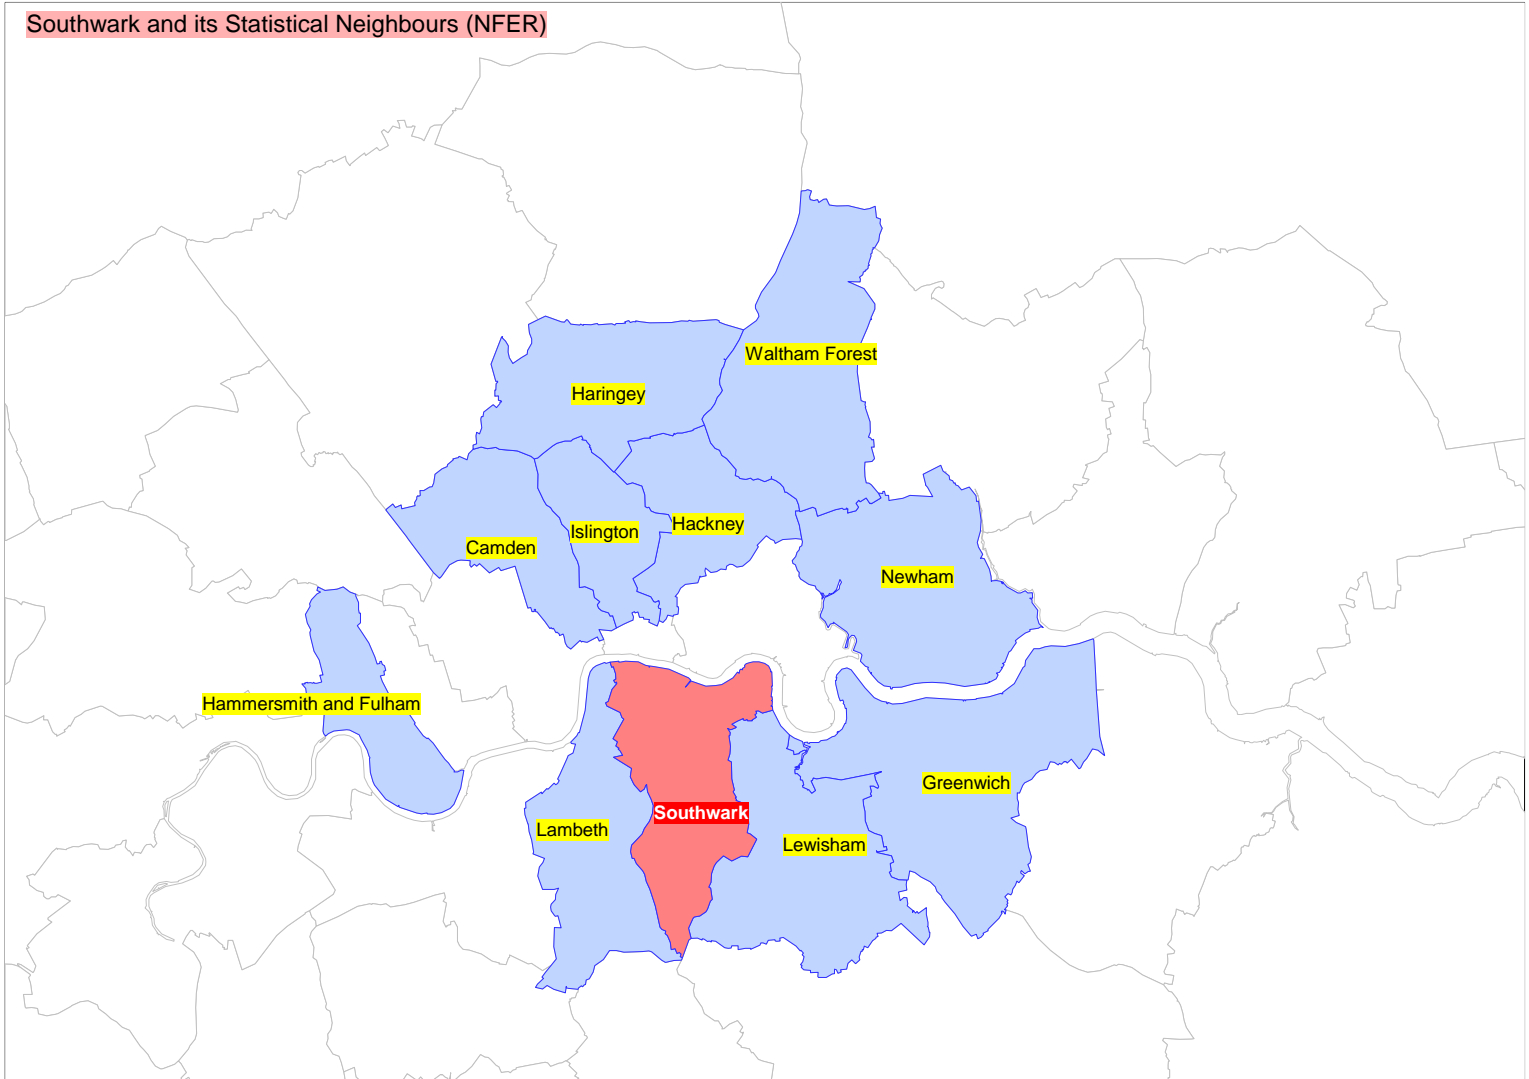 Southwark and its Statistical Neighbours (NFER)
Waltham Forest
Haringey
Hackney
Islington
Camden
Newham
Hammersmith and Fulham
Greenwich
Southwark
Lambeth
Lewisham